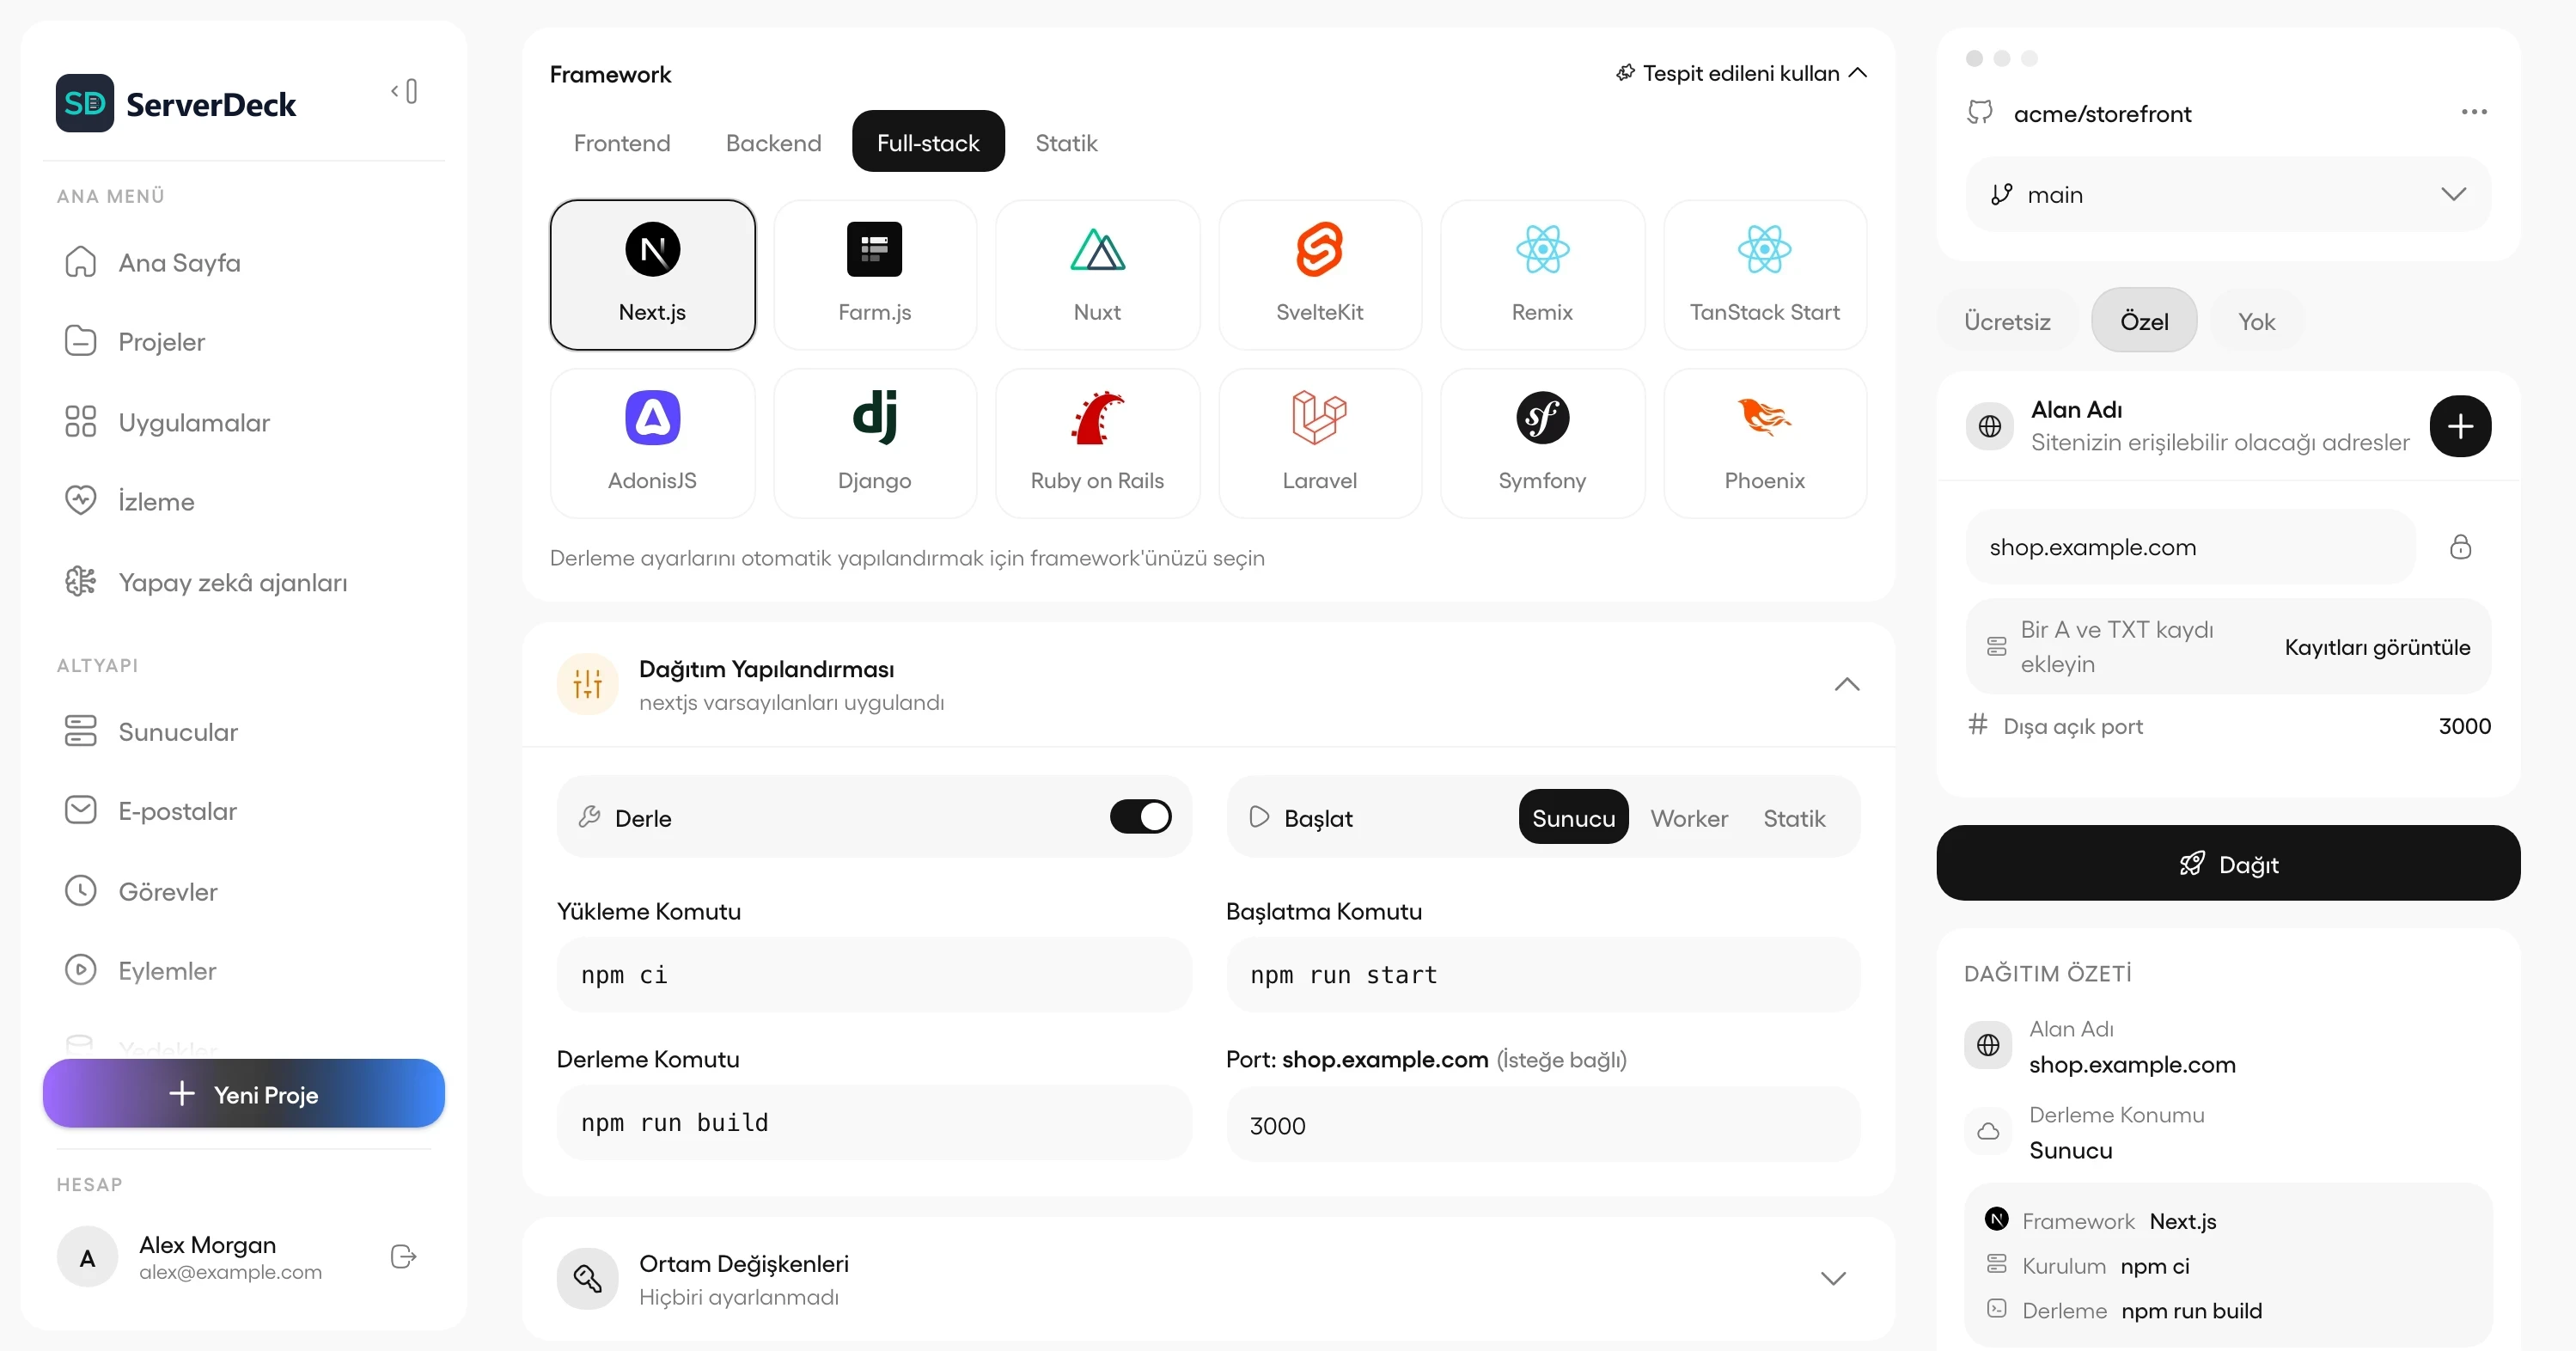 SD ServerDeck
ANA MENÜ
Ana Sayfa
Projeler
Uygulamalar
İzleme
Yapay zekâ ajanları
ALTYAPI
Sunucular
E-postalar
Görevler
Eylemler
Yedekler
Yeni Proje
HESAP
A
Alex Morgan
alex@example.com
Framework
Tespit edileni kullan
Frontend Backend Full-stack Statik
Next.js Farm.js Nuxt SvelteKit Remix TanStack Start
AdonisJS Django Ruby on Rails Laravel Symfony Phoenix
Derleme ayarlarını otomatik yapılandırmak için framework'ünüzü seçin
Dağıtım Yapılandırması
nextjs varsayılanları uygulandı
Derle
Başlat Sunucu Worker Statik
Yükleme Komutu
npm ci
Başlatma Komutu
npm run start
Derleme Komutu
npm run build
Port: shop.example.com (İsteğe bağlı)
3000
Ortam Değişkenleri
Hiçbiri ayarlanmadı
acme/storefront
main
Ücretsiz Özel Yok
Alan Adı
Sitenizin erişilebilir olacağı adresler
shop.example.com
Bir A ve TXT kaydı
ekleyin
Kayıtları görüntüle
Dışa açık port 3000
Dağıt
DAĞITIM ÖZETİ
Alan Adı
shop.example.com
Derleme Konumu
Sunucu
Framework Next.js
Kurulum npm ci
Derleme npm run build